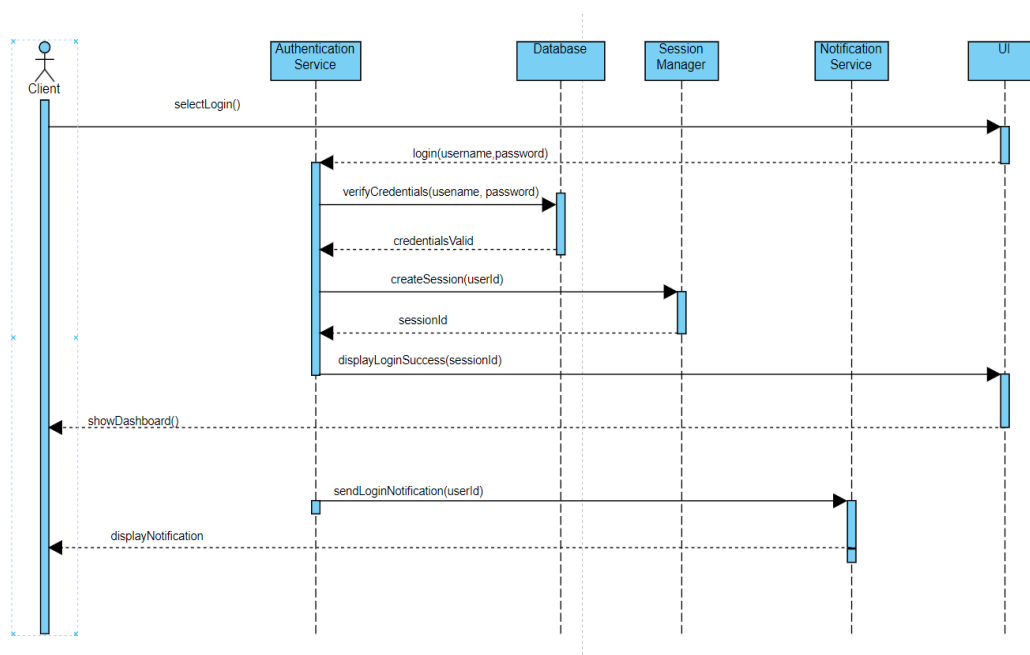 Client
Authentication
Service
Database
Session
Manager
Notification
Service
UI
selectLogin()
login(username,password)
verifyCredentials(usename, password)
credentialsValid
createSession(userId)
sessionId
displayLoginSuccess(sessionId)
showDashboard()
sendLoginNotification(userId)
displayNotification